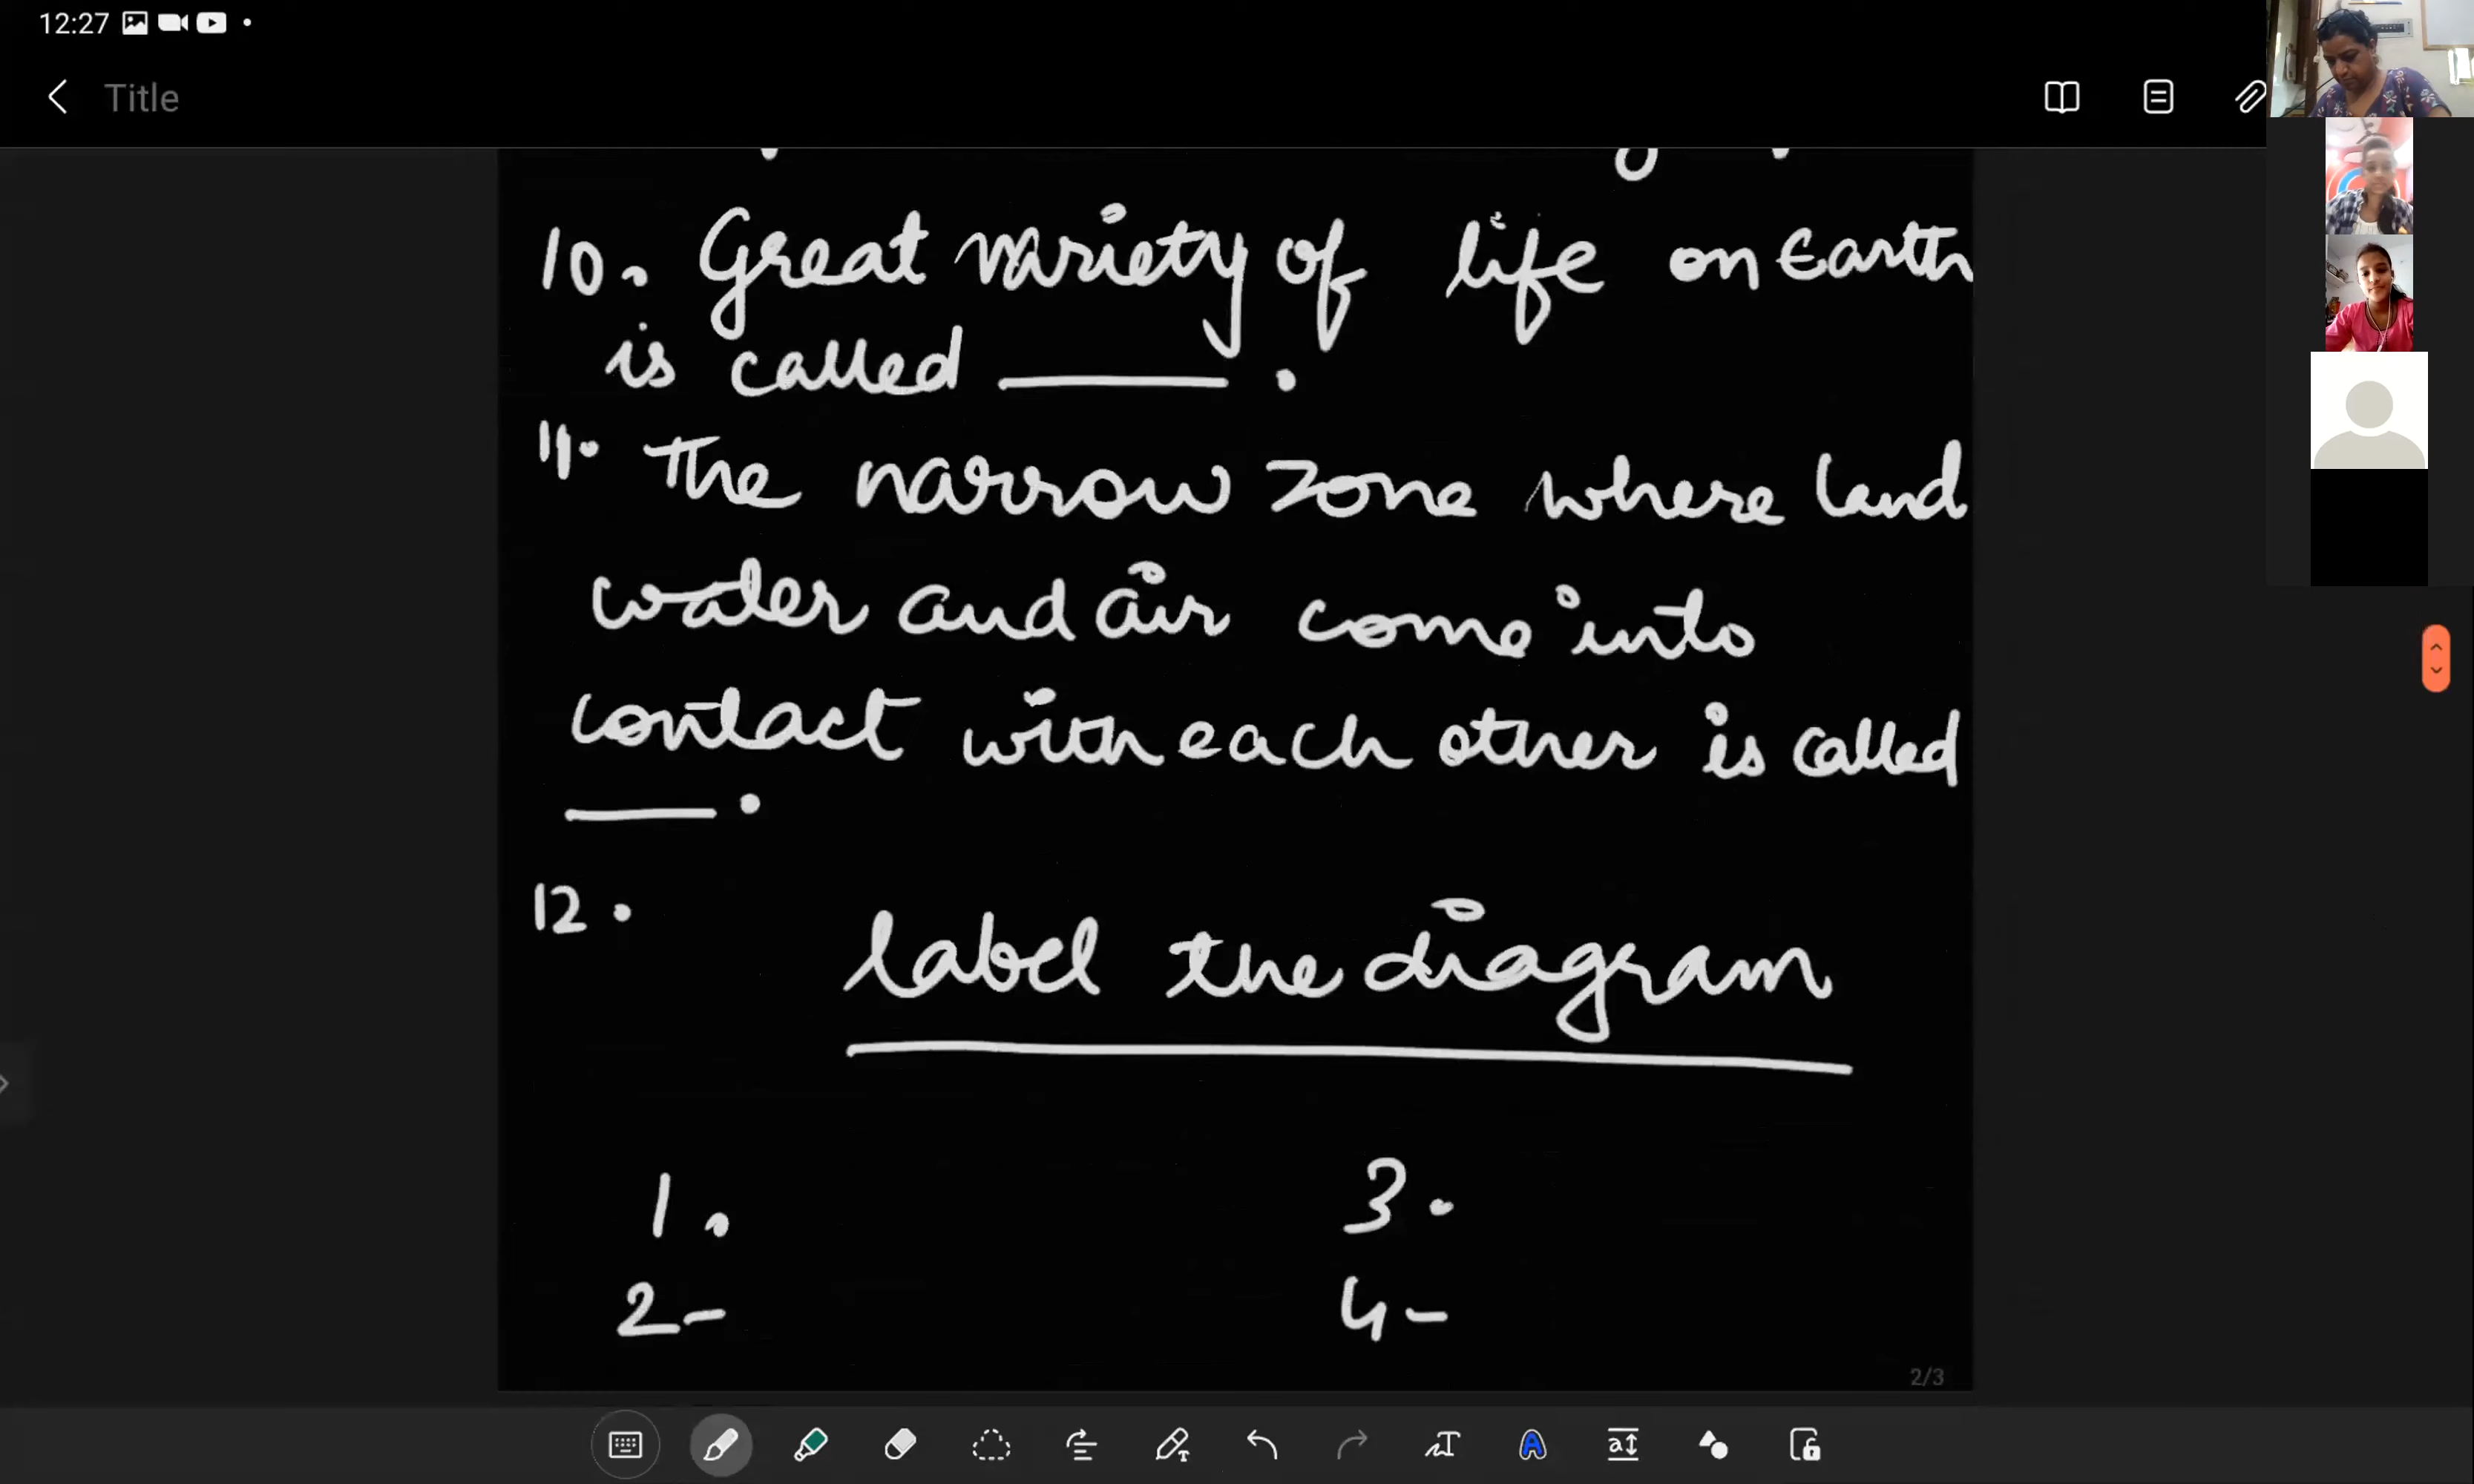 12:27
Title
10. Great variety of life on Earth
is called ______ .
11. The narrow zone where land
water and air come into
contact with each other is called
______ .
12. label the diagram
1. 3.
2- 4-
2/3